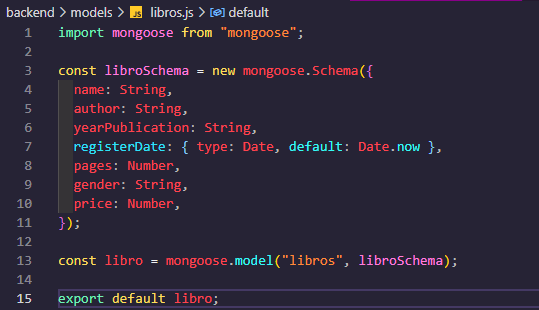 backend > models > JS libros.js > default
1 import mongoose from "mongoose";
2
3 const libroSchema = new mongoose.Schema({
4 name: String,
5 author: String,
6 yearPublication: String,
7 registerDate: { type: Date, default: Date.now },
8 pages: Number,
9 gender: String,
10 price: Number,
11 });
12
13 const libro = mongoose.model("libros", libroSchema);
14
15 export default libro;